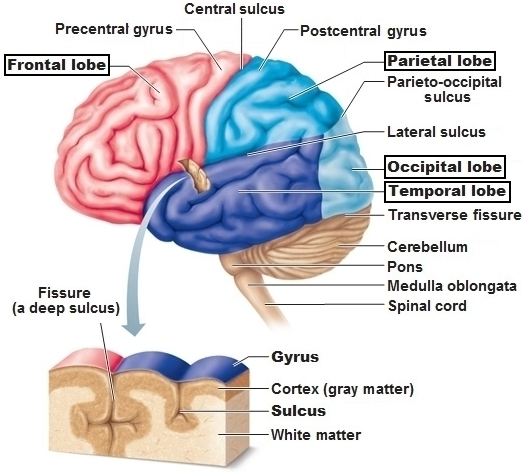 Central sulcus
Precentral gyrus
Postcentral gyrus
Frontal lobe
Parietal lobe
Parieto-occipital
sulcus
Lateral sulcus
Occipital lobe
Temporal lobe
Transverse fissure
Cerebellum
Pons
Medulla oblongata
Spinal cord
Fissure
(a deep sulcus)
Gyrus
Cortex (gray matter)
Sulcus
White matter